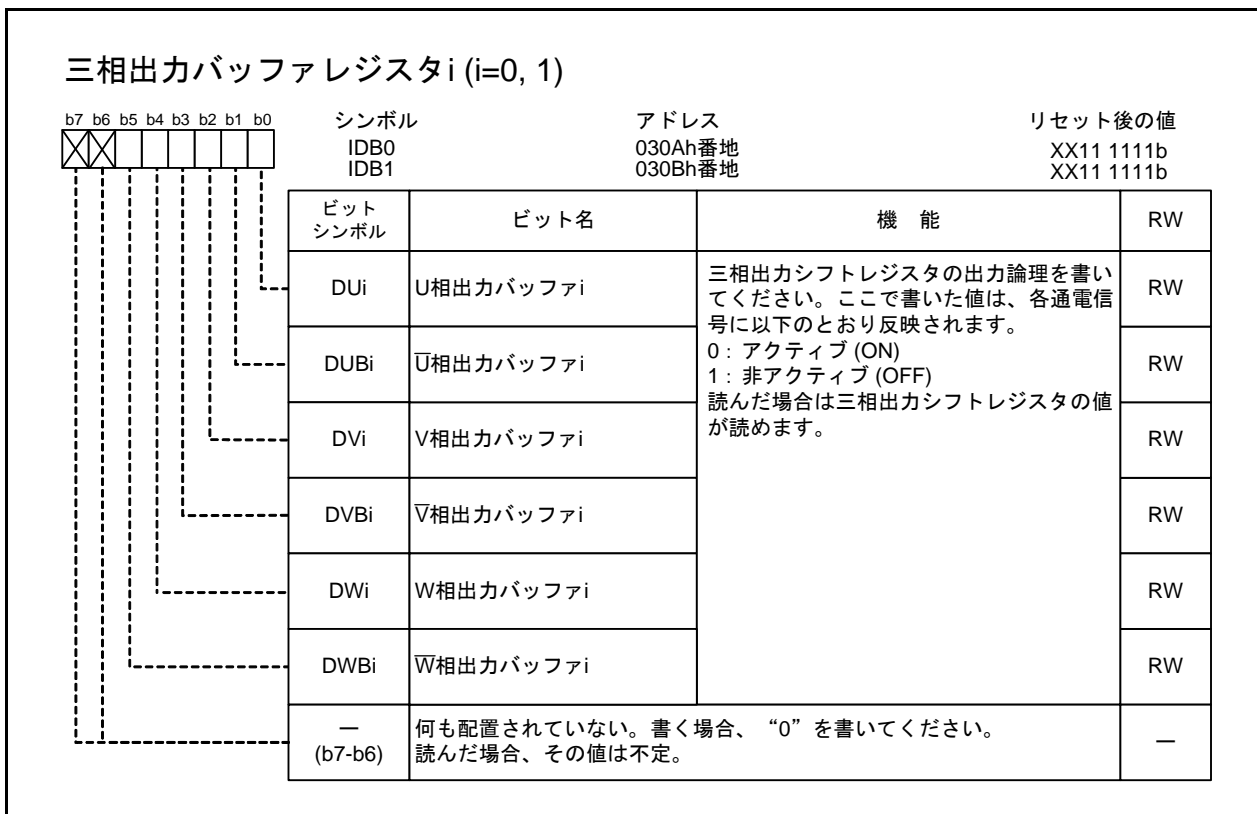 三相出力バッファレジスタi (i=0, 1)
b7 b6 b5 b4 b3 b2 b1 b0
シンボル アドレス リセット後の値
IDB0 030Ah番地 XX11 1111b
IDB1 030Bh番地 XX11 1111b
ビット
シンボル
ビット名
機 能
RW
DUi
U相出力バッファi
三相出力シフトレジスタの出力論理を書い
てください。ここで書いた値は、各通電信
号に以下のとおり反映されます。
0:アクティブ (ON)
1:非アクティブ (OFF)
読んだ場合は三相出力シフトレジスタの値
が読めます。
RW
DUBi
U̅相出力バッファi
RW
DVi
V相出力バッファi
RW
DVBi
V̅相出力バッファi
RW
DWi
W相出力バッファi
RW
DWBi
W̅相出力バッファi
RW
—
(b7-b6)
何も配置されていない。書く場合、“0”を書いてください。
読んだ場合、その値は不定。
—